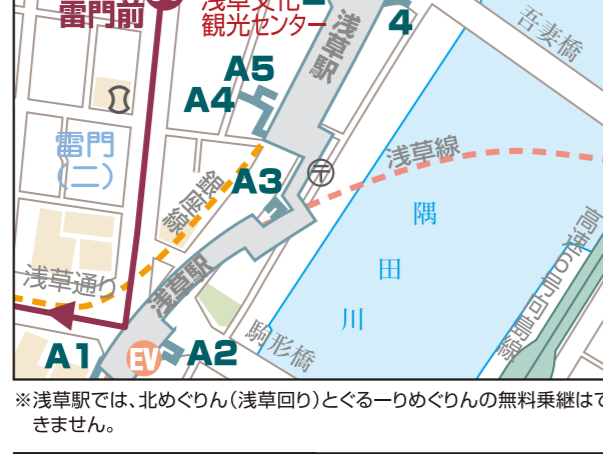 雷門前
浅草文化
観光センター
4
浅草駅
吾妻橋
A5
A4
雷門
(二)
浅草線
銀座線
A3
〒
隅田川
高速6号向島線
浅草通り
浅草駅
駒形橋
A1
EV
A2
※浅草駅では、北めぐりん(浅草回り)とぐるーりめぐりんの無料乗継はで
きません。